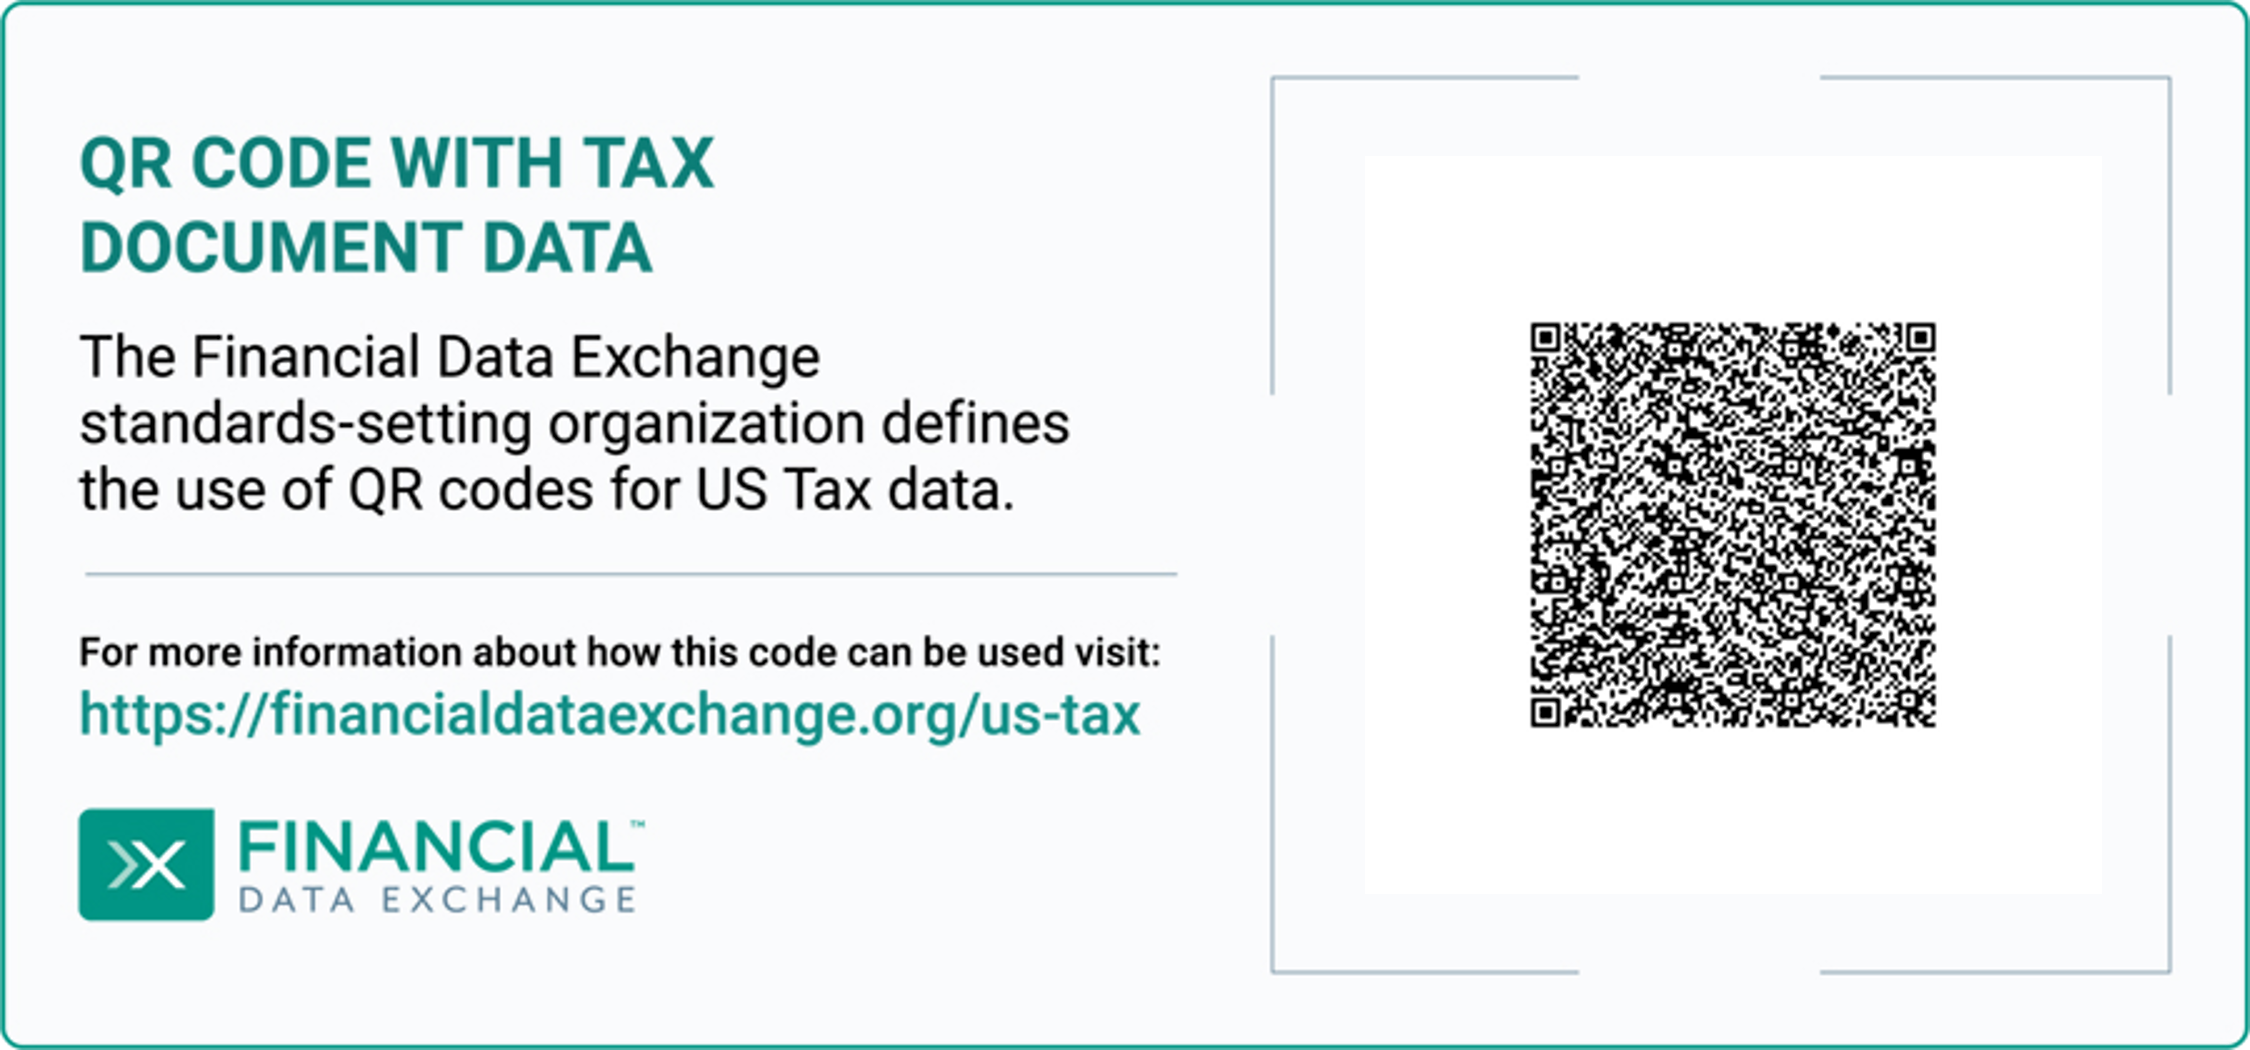 QR CODE WITH TAX
DOCUMENT DATA
The Financial Data Exchange
standards-setting organization defines
the use of QR codes for US Tax data.
For more information about how this code can be used visit:
https://financialdataexchange.org/us-tax
FINANCIAL™
DATA EXCHANGE